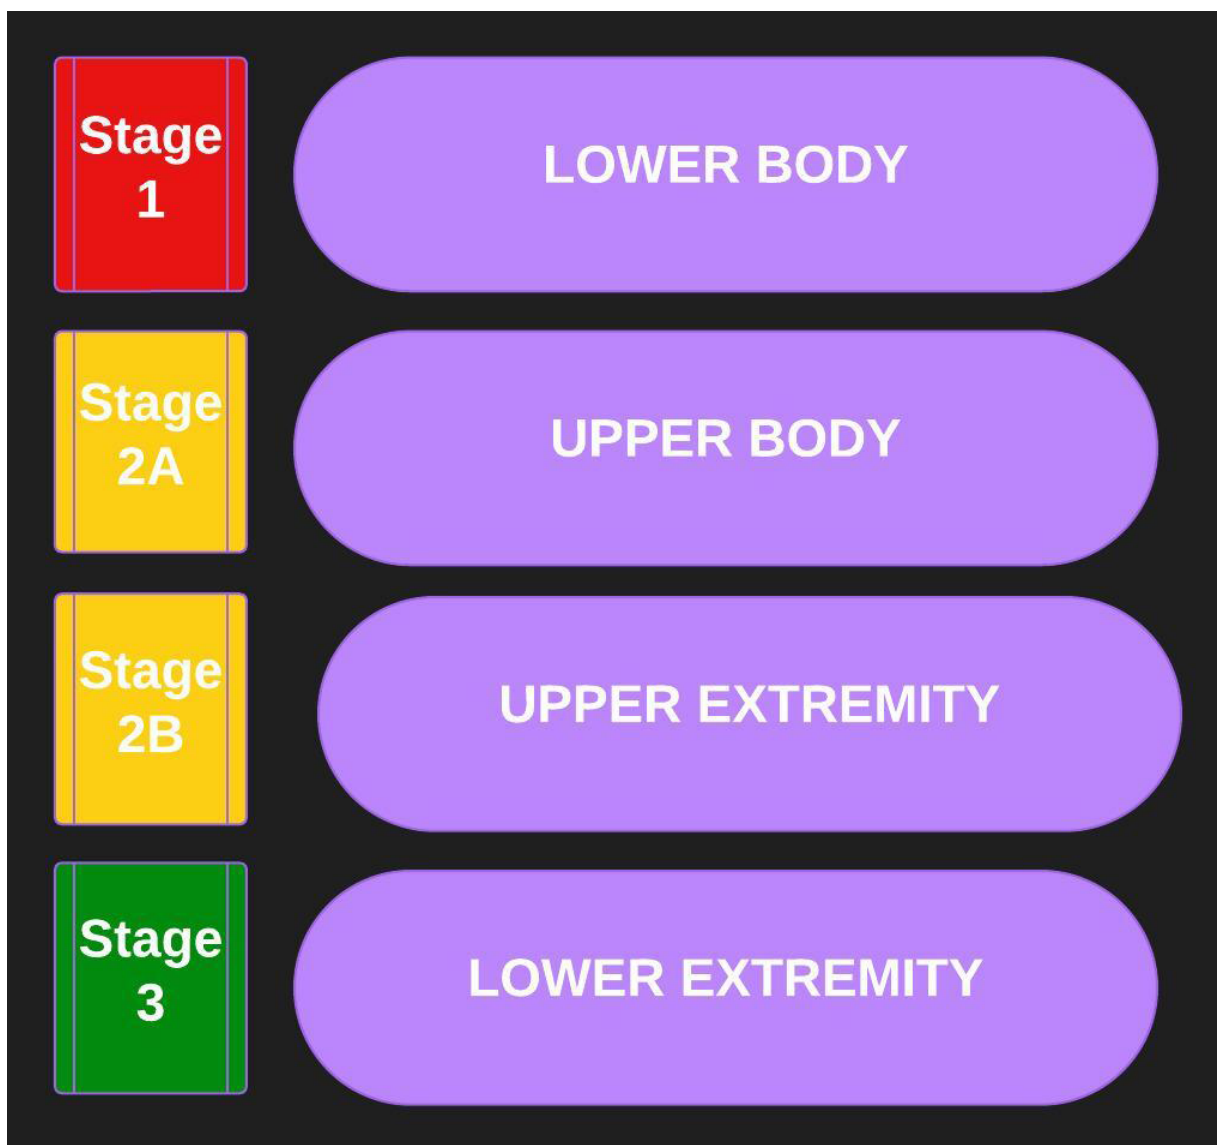 Stage
1
LOWER BODY
Stage
2A
UPPER BODY
Stage
2B
UPPER EXTREMITY
Stage
3
LOWER EXTREMITY